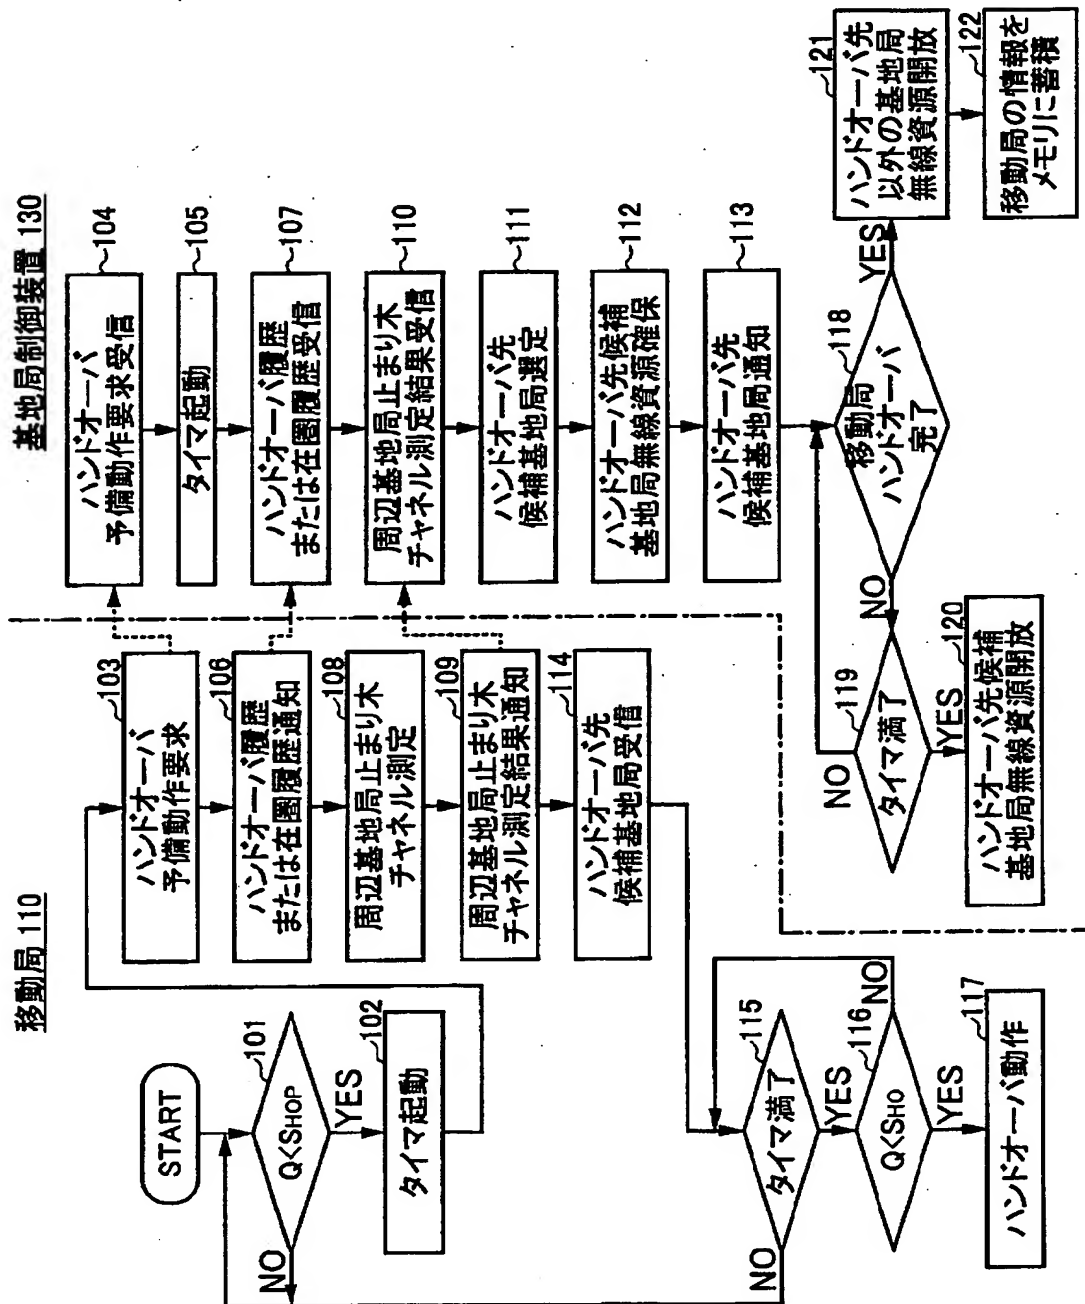 移動局 110
START
101
Q<SHOP
NO
YES
102
タイマ起動
103
ハンドオーバ
予備動作要求
106
ハンドオーバ履歴
または在圏履歴通知
108
周辺基地局止まり木
チャネル測定
109
周辺基地局止まり木
チャネル測定結果通知
114
ハンドオーバ先
候補基地局受信
115
タイマ満了
NO
YES
116
Q<SHO
NO
YES
117
ハンドオーバ動作
基地局制御装置 130
104
ハンドオーバ
予備動作要求受信
105
タイマ起動
107
ハンドオーバ履歴
または在圏履歴受信
110
周辺基地局止まり木
チャネル測定結果受信
111
ハンドオーバ先
候補基地局選定
112
ハンドオーバ先候補
基地局無線資源確保
113
ハンドオーバ先
候補基地局通知
118
移動局
ハンドオーバ
完了
NO
YES
119
タイマ満了
NO
YES
120
ハンドオーバ先候補
基地局無線資源開放
121
ハンドオーバ先
以外の基地局
無線資源開放
122
移動局の情報を
メモリに蓄積